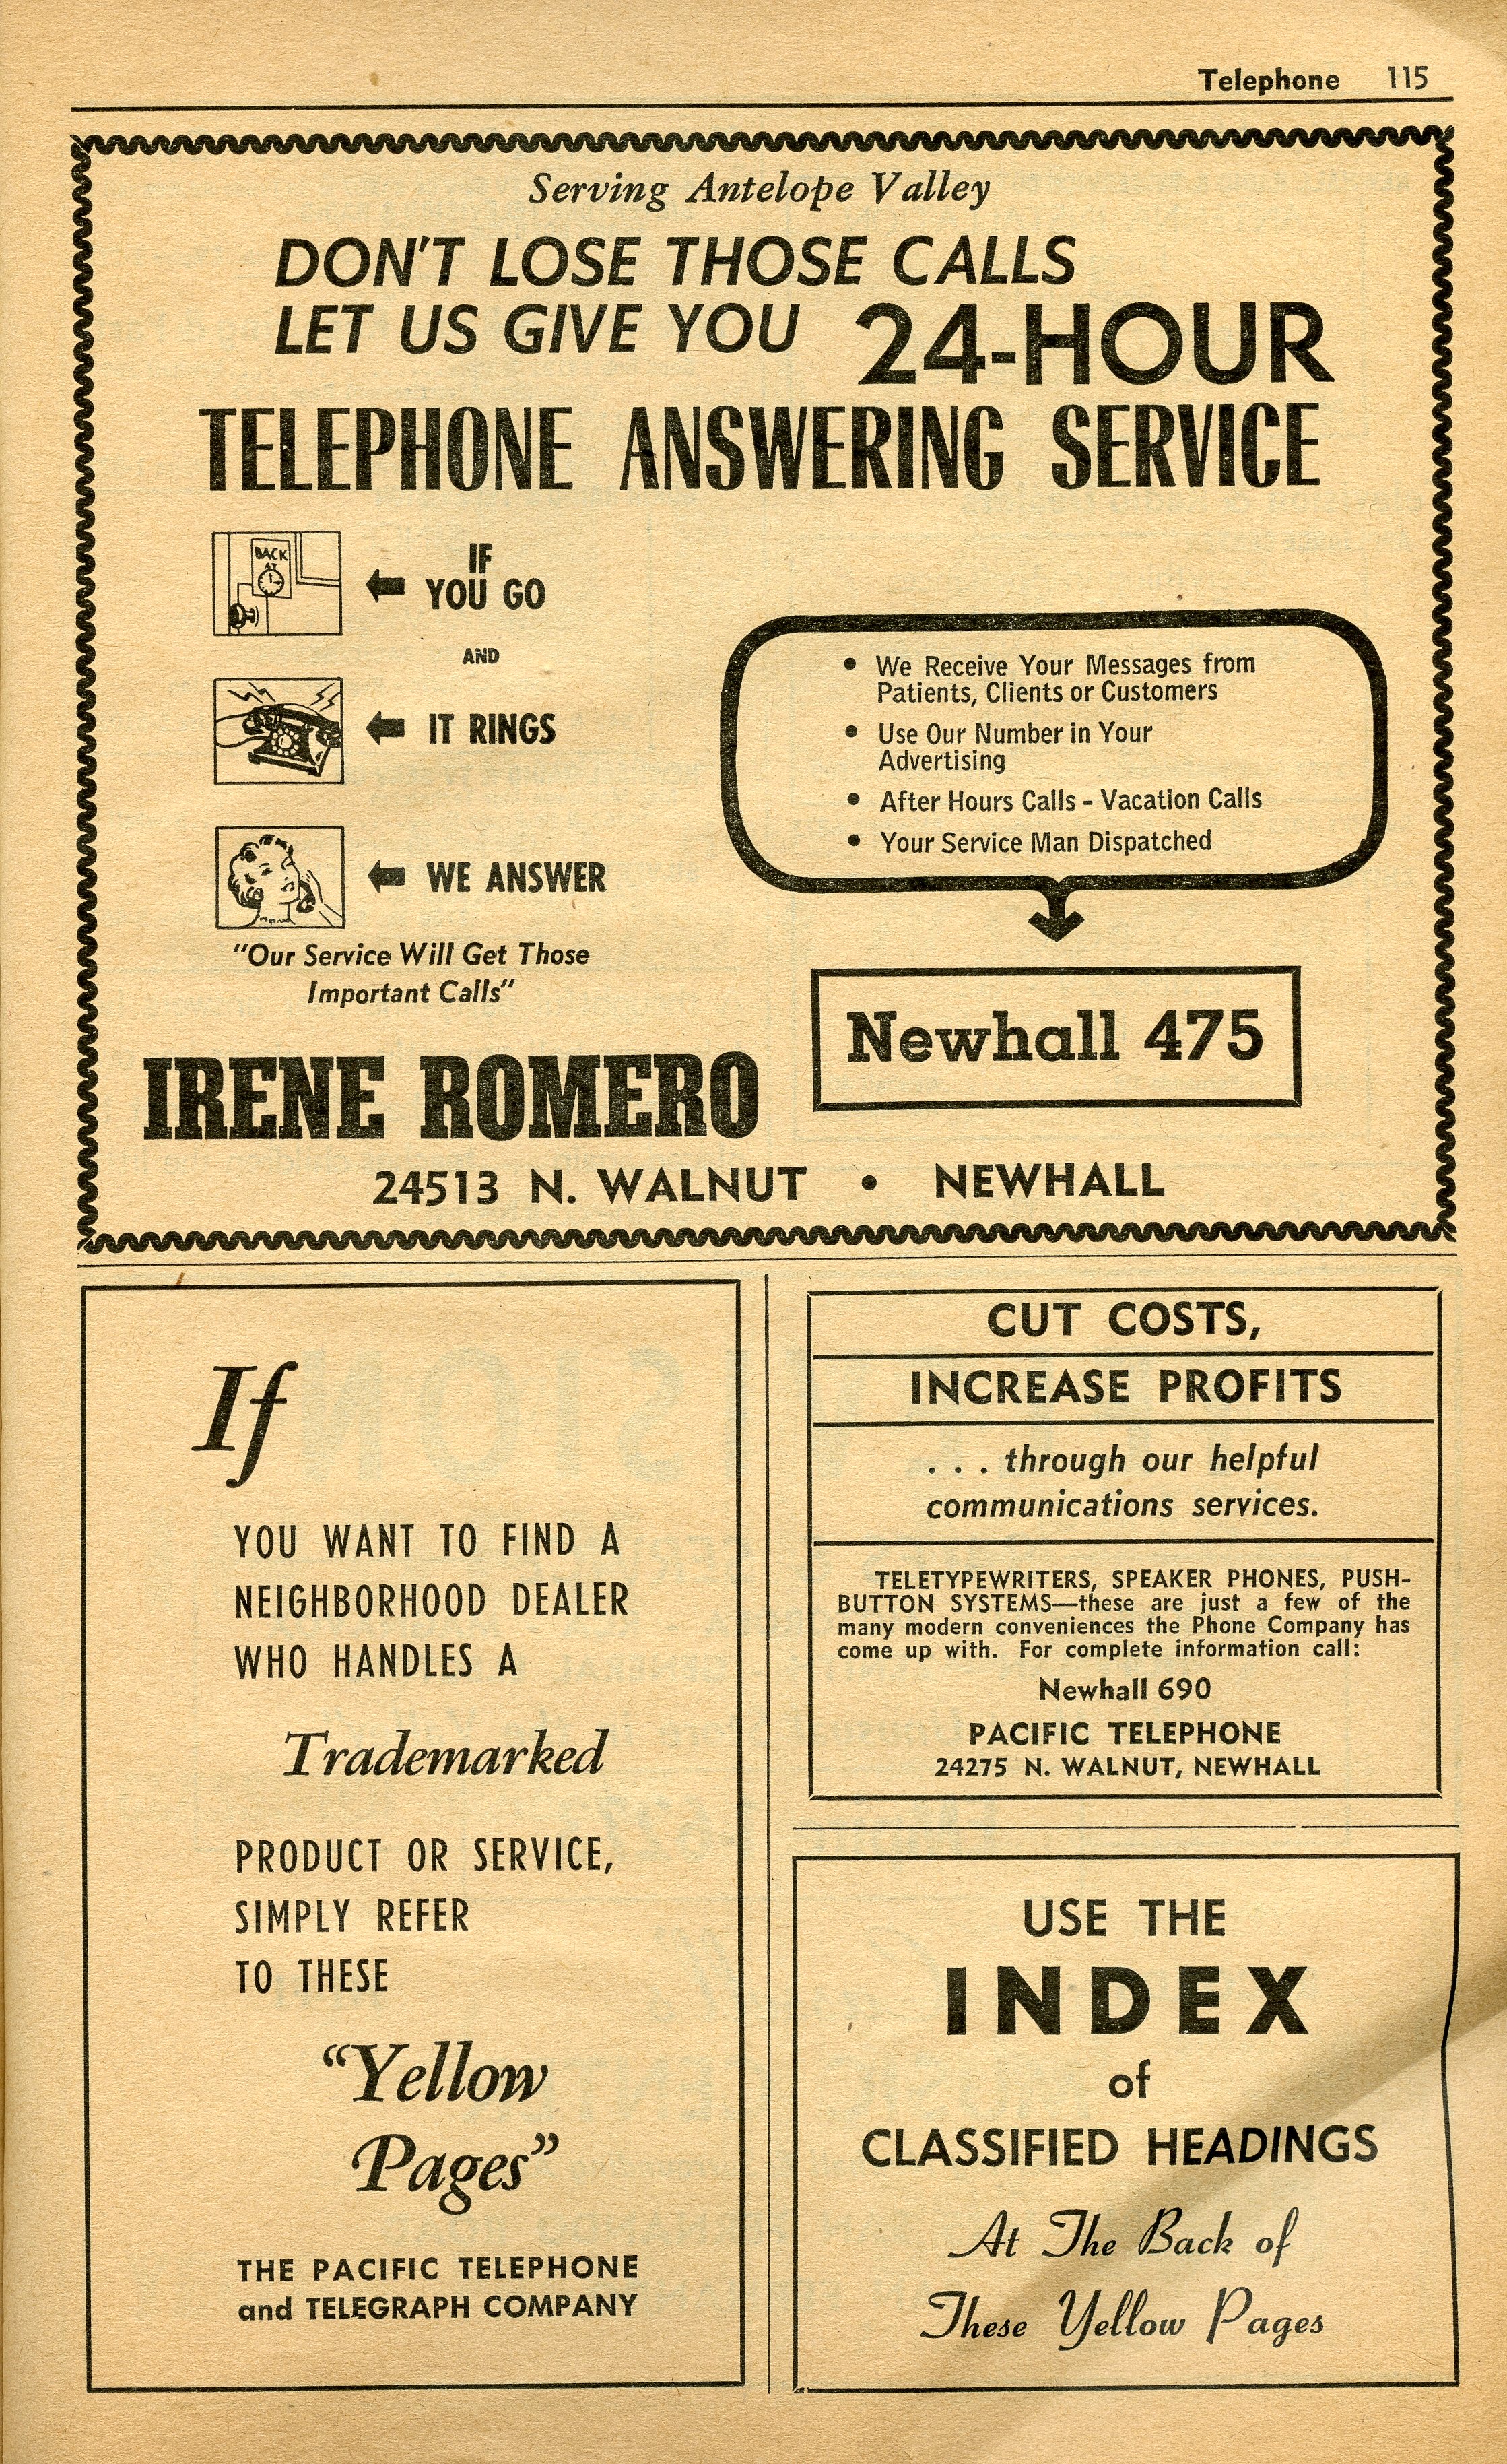 Telephone 115
Serving Antelope Valley
DON'T LOSE THOSE CALLS
LET US GIVE YOU 24-HOUR
TELEPHONE ANSWERING SERVICE
BACK
AT
IF
YOU GO
AND
IT RINGS
WE ANSWER
"Our Service Will Get Those
Important Calls"
• We Receive Your Messages from
Patients, Clients or Customers
• Use Our Number in Your
Advertising
• After Hours Calls - Vacation Calls
• Your Service Man Dispatched
Newhall 475
IRENE ROMERO
24513 N. WALNUT • NEWHALL
If
YOU WANT TO FIND A
NEIGHBORHOOD DEALER
WHO HANDLES A
Trademarked
PRODUCT OR SERVICE,
SIMPLY REFER
TO THESE
“Yellow
Pages”
THE PACIFIC TELEPHONE
and TELEGRAPH COMPANY
CUT COSTS,
INCREASE PROFITS
. . . through our helpful
communications services.
TELETYPEWRITERS, SPEAKER PHONES, PUSH-
BUTTON SYSTEMS—these are just a few of the
many modern conveniences the Phone Company has
come up with. For complete information call:
Newhall 690
PACIFIC TELEPHONE
24275 N. WALNUT, NEWHALL
USE THE
INDEX
of
CLASSIFIED HEADINGS
At The Back of
These Yellow Pages